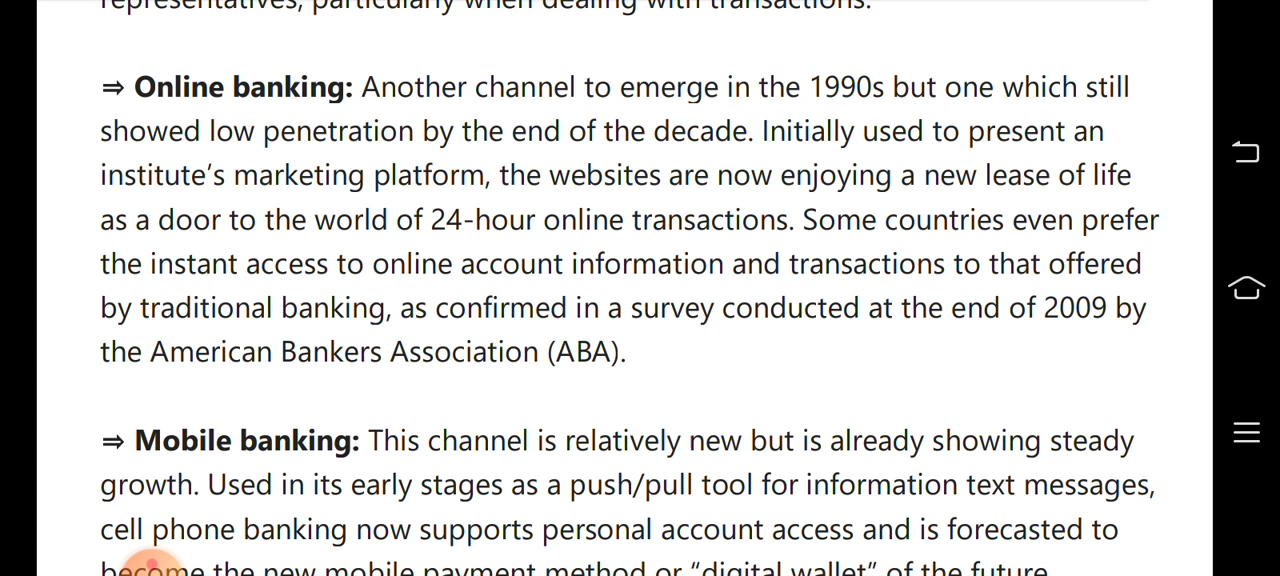 representatives, particularly when dealing with transactions.
⇒ Online banking: Another channel to emerge in the 1990s but one which still
showed low penetration by the end of the decade. Initially used to present an
institute’s marketing platform, the websites are now enjoying a new lease of life
as a door to the world of 24-hour online transactions. Some countries even prefer
the instant access to online account information and transactions to that offered
by traditional banking, as confirmed in a survey conducted at the end of 2009 by
the American Bankers Association (ABA).
⇒ Mobile banking: This channel is relatively new but is already showing steady
growth. Used in its early stages as a push/pull tool for information text messages,
cell phone banking now supports personal account access and is forecasted to
become the new mobile payment method or “digital wallet” of the future